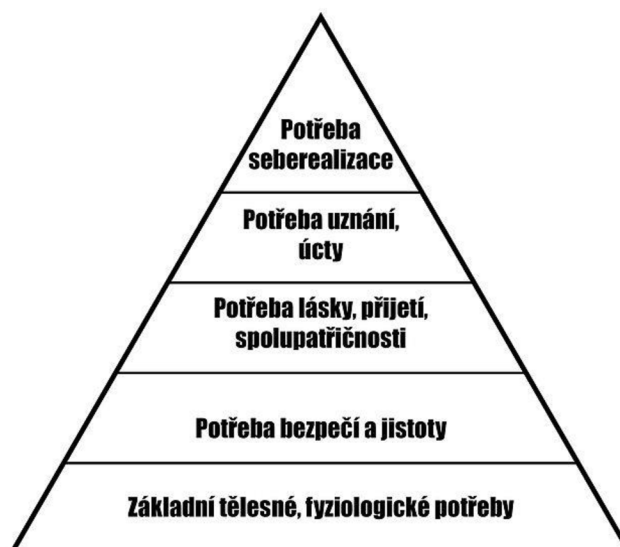 Potřeba
seberealizace
Potřeba uznání,
úcty
Potřeba lásky, přijetí,
spolupatřičnosti
Potřeba bezpečí a jistoty
Základní tělesné, fyziologické potřeby